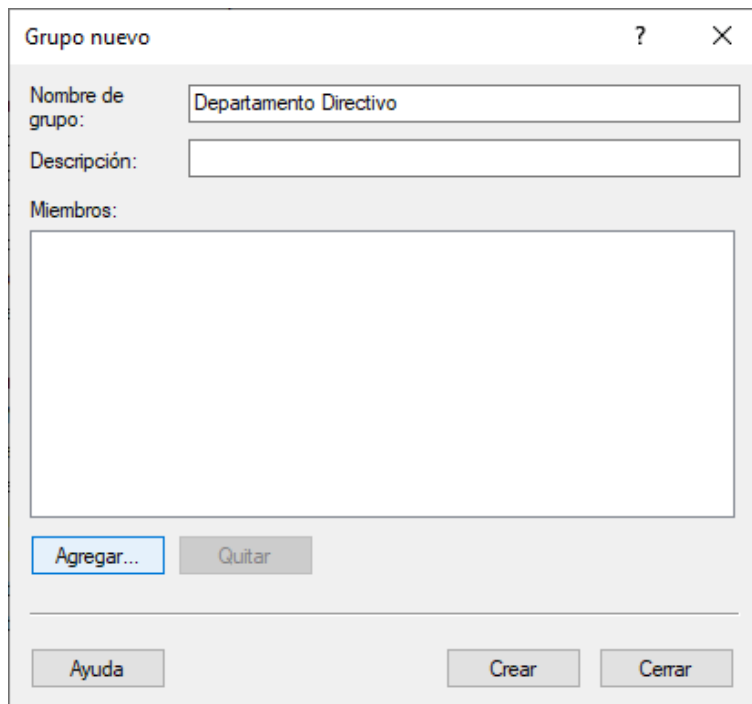 Grupo nuevo
?
Nombre de
grupo:
Departamento Directivo
Descripción:
Miembros:
Agregar...
Quitar
Ayuda
Crear
Cerrar